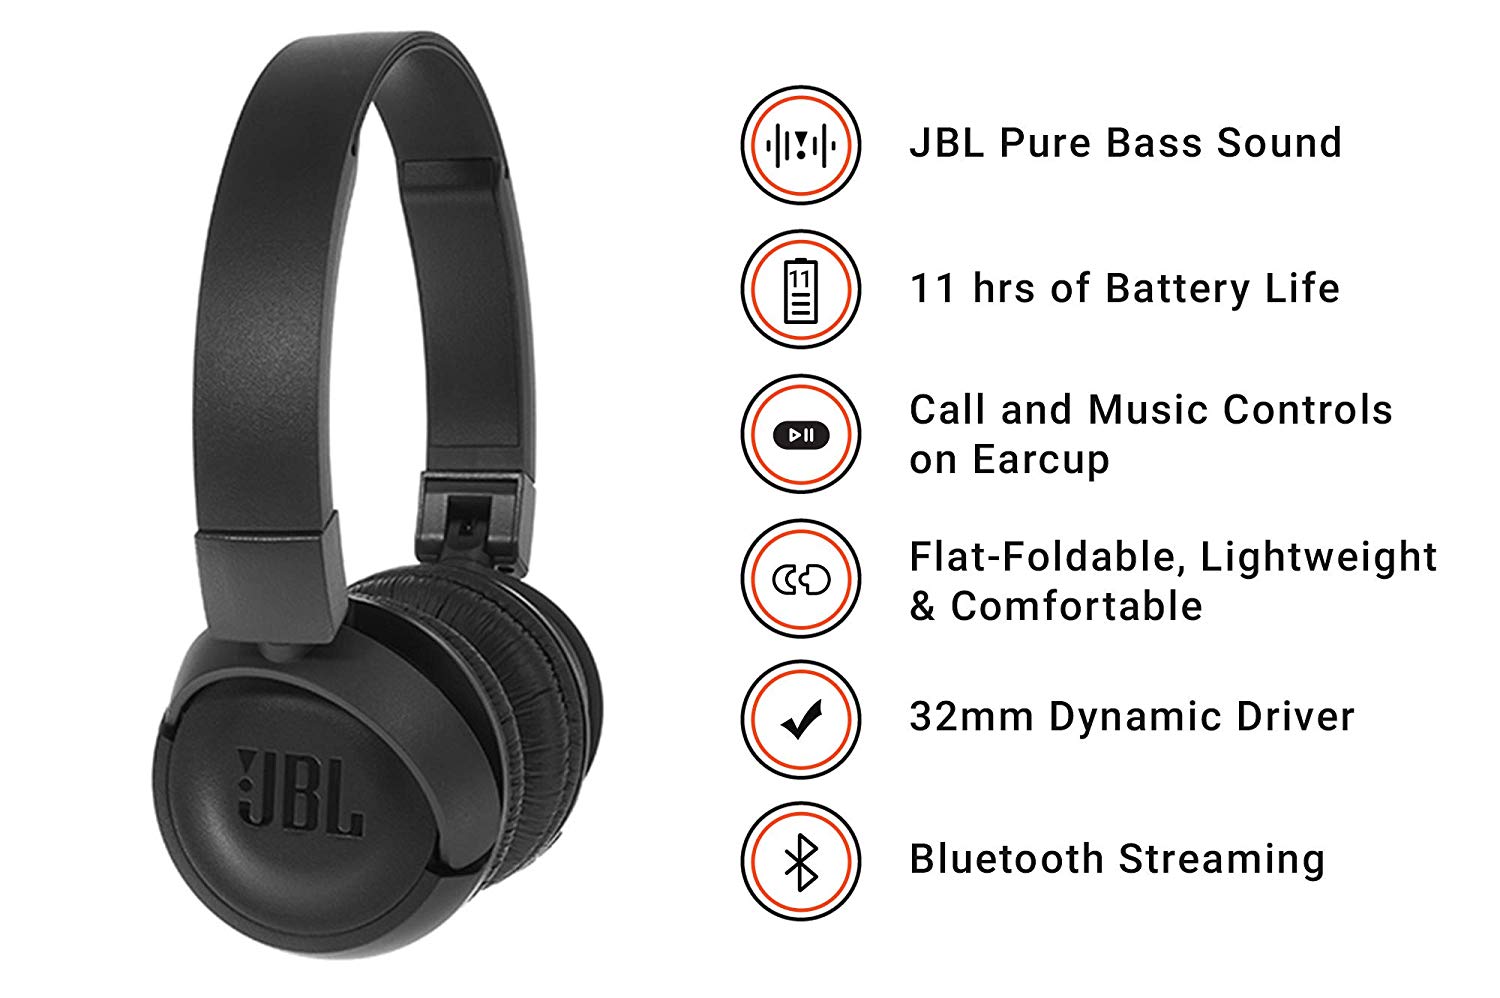 JBL
JBL Pure Bass Sound
11
11 hrs of Battery Life
Call and Music Controls
on Earcup
Flat-Foldable, Lightweight
& Comfortable
32mm Dynamic Driver
Bluetooth Streaming